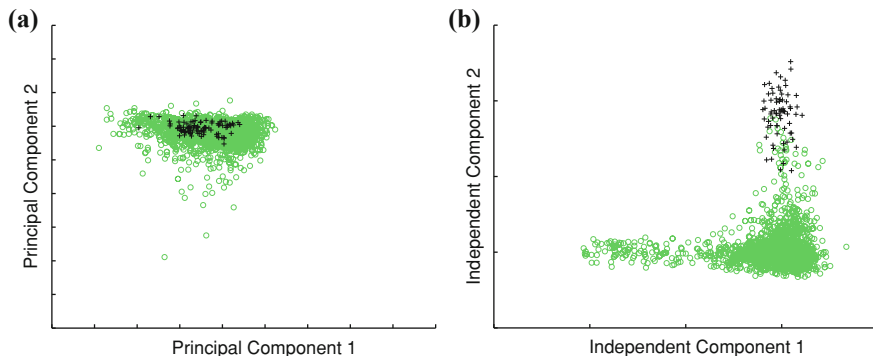 (a)
Principal Component 2
Principal Component 1
(b)
Independent Component 2
Independent Component 1